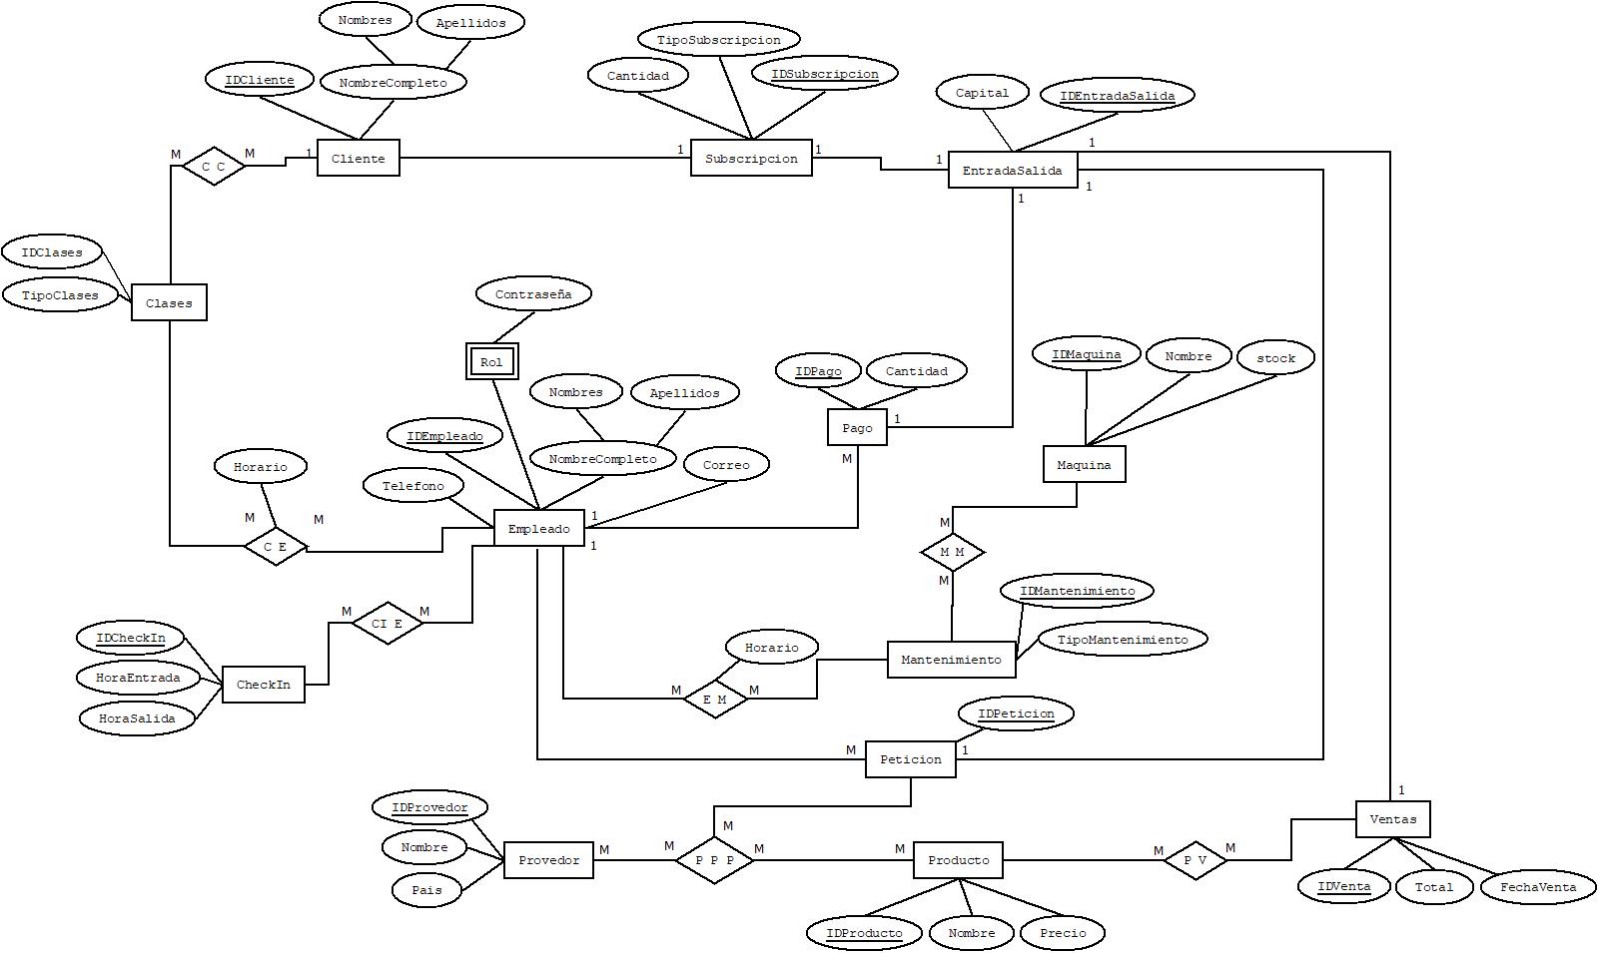 Nombres
Apellidos
TipoSubscripcion
IDCliente
NombreCompleto
Cantidad
IDSubscripcion
Capital
IDEntradaSalida
M
C C
M
1
Cliente
1
Subscripcion
1
1
EntradaSalida
1
1
1
IDClases
TipoClases
Clases
Contraseña
Rol
Nombres
Apellidos
IDPago
Cantidad
IDMaquina
Nombre
stock
IDEmpleado
NombreCompleto
Correo
Telefono
Pago
1
M
Maquina
Horario
M
M
C E
Empleado
1
1
M
M M
M
IDMantenimiento
TipoMantenimiento
Mantenimiento
IDCheckIn
HoraEntrada
HoraSalida
CheckIn
M
CI E
M
Horario
M
E M
M
IDPeticion
M
Peticion
1
IDProvedor
Nombre
Pais
Provedor
M
M
M
P P P
M
M
Producto
M
P V
M
1
Ventas
IDVenta
Total
FechaVenta
IDProducto
Nombre
Precio